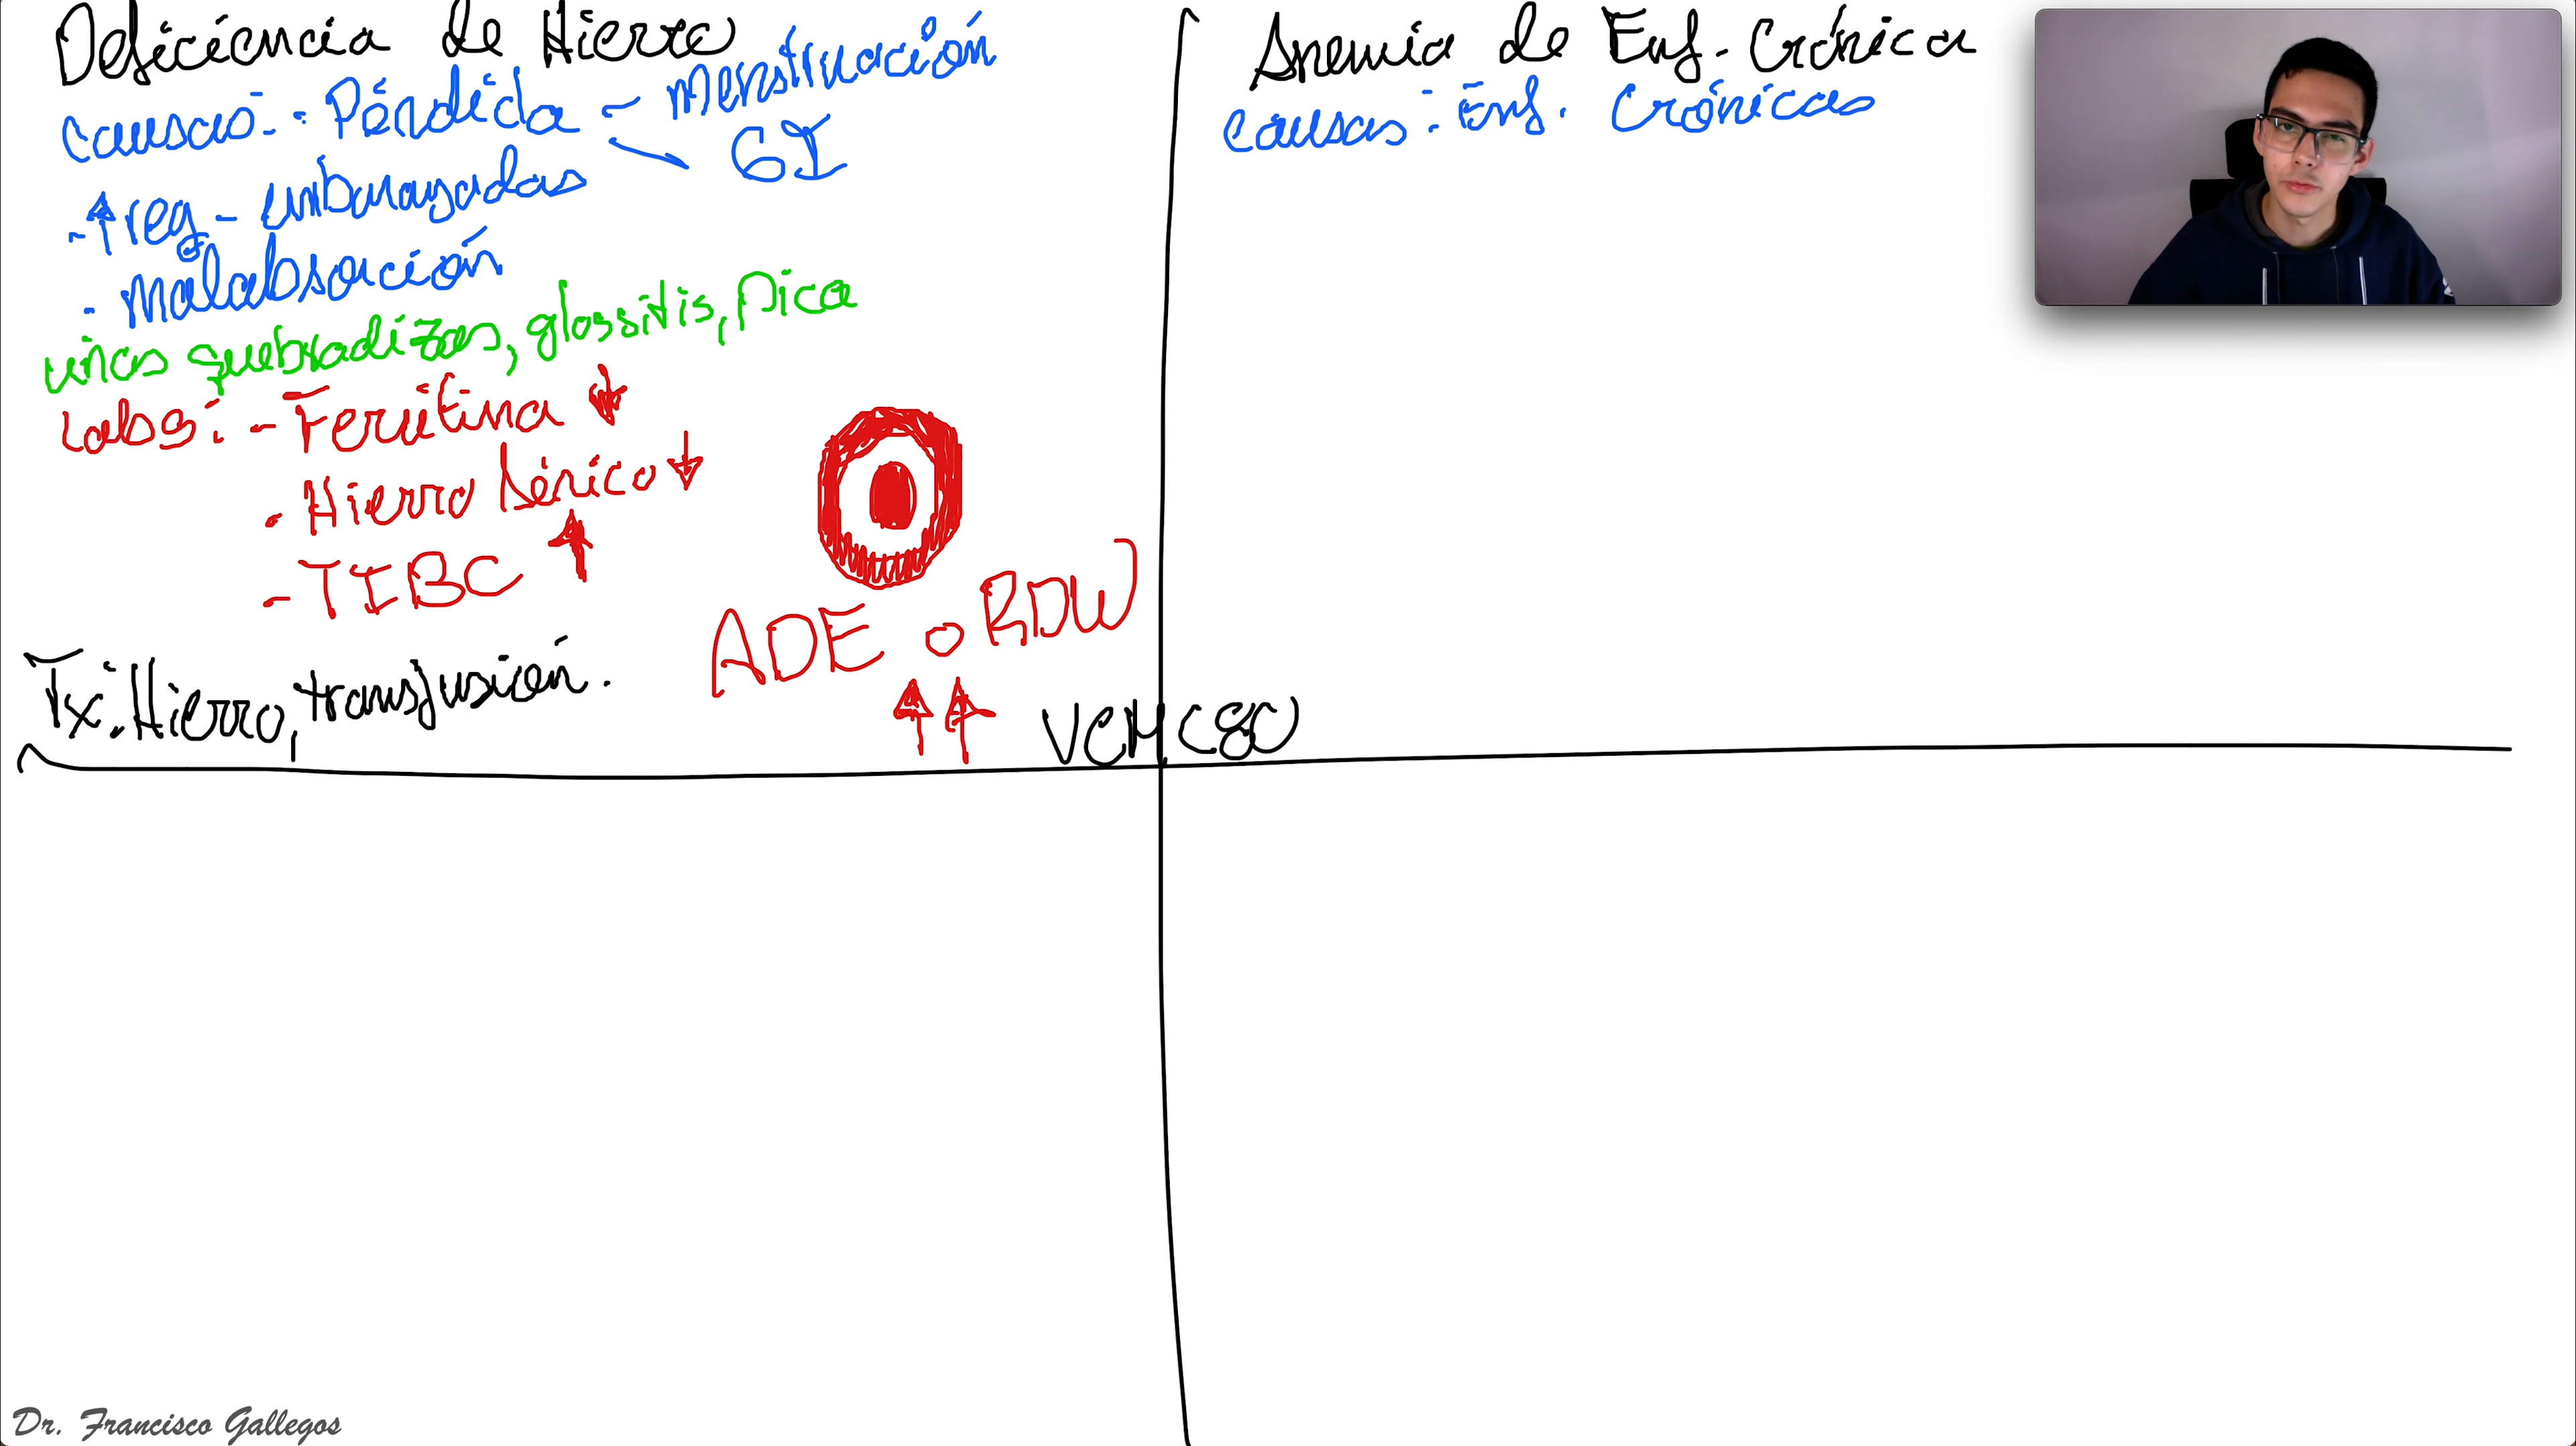 Deficiencia de Hierro
Causas: - Pérdida - menstruación
GI
- ↑ req - embarazadas
- Malabsorción
uñas quebradizas, glossitis, pica
Labs: - Ferritina ↓
- Hierro Sérico ↓
- TIBC ↑
ADE o RDW
↑↑
Tx: Hierro, transfusión.
VCM <80
Anemia de Enf. Crónica
Causas: Enf. Crónicas
Dr. Francisco Gallegos